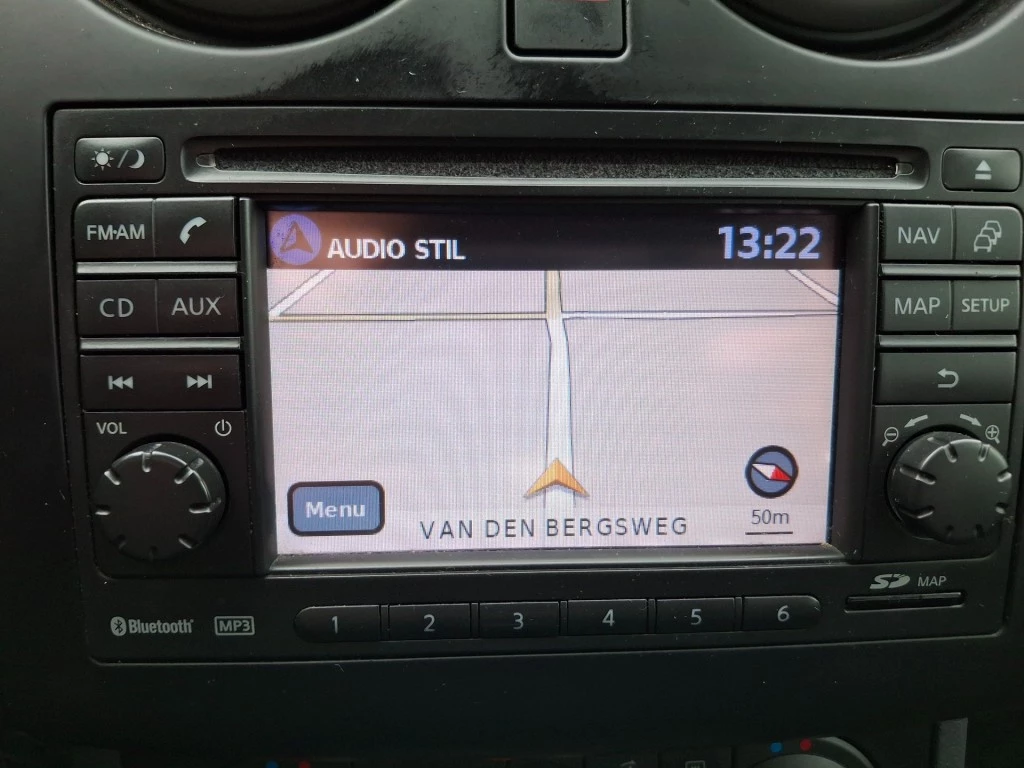 FM•AM
CD AUX
VOL
AUDIO STIL 13:22
Menu
VAN DEN BERGSWEG
50m
NAV
MAP SETUP
SD MAP
Bluetooth MP3
1 2 3 4 5 6